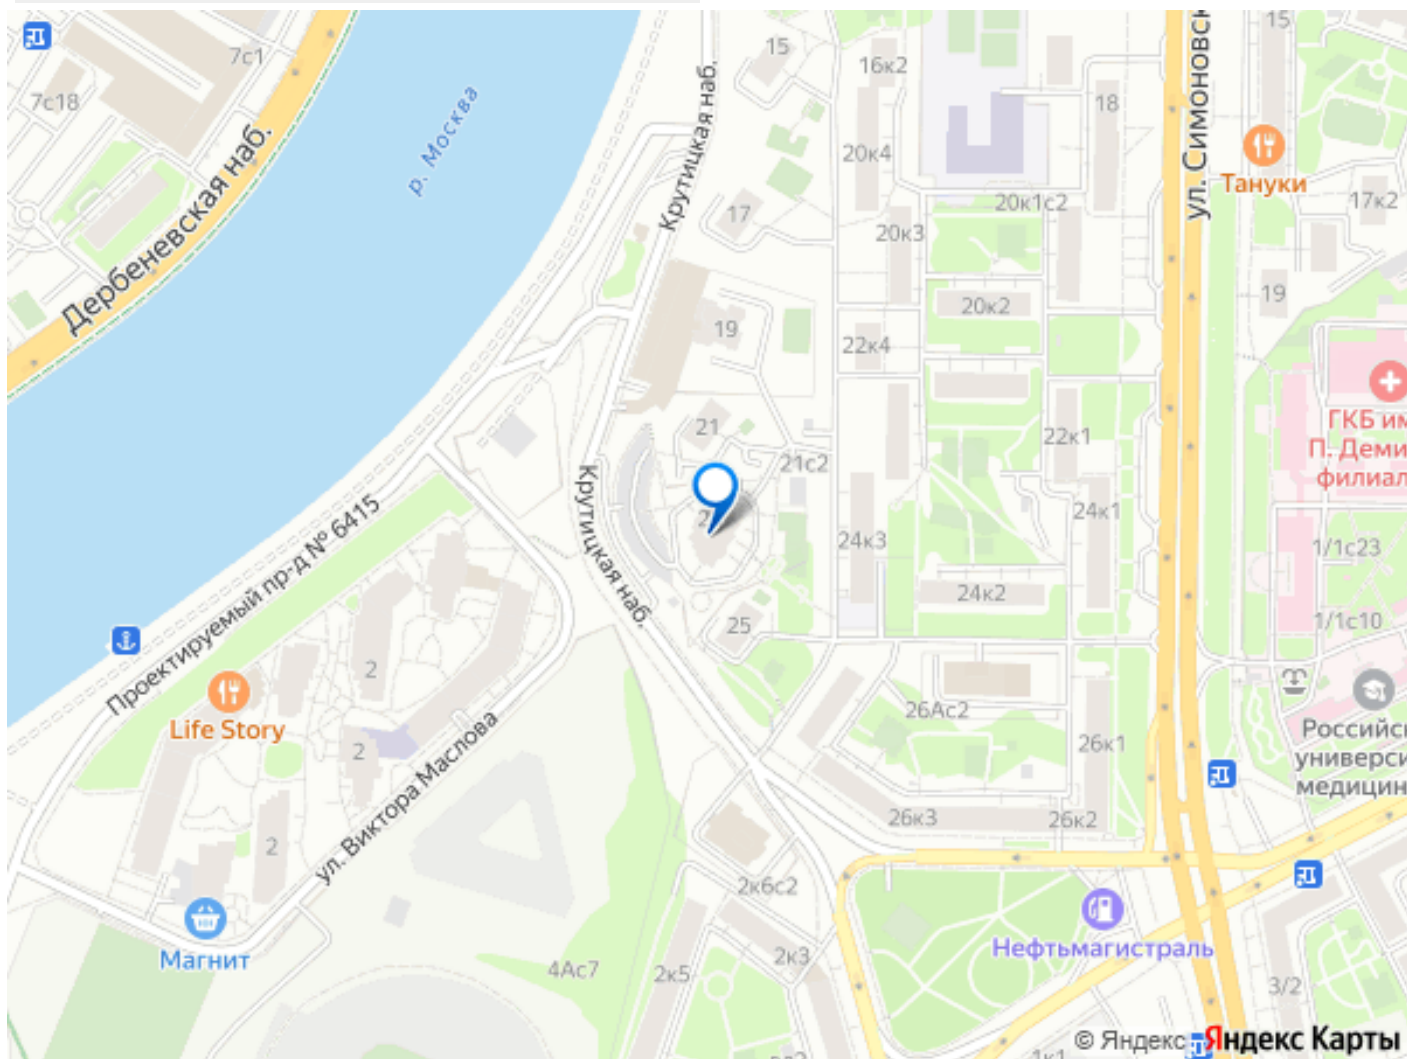 7с1
7с18
Дербеневская наб.
р. Москва
Крутицкая наб.
15
16к2
18
ул. Симоновск
15
Тануки
17к2
20к4
17
20к1с2
20к3
19
20к2
19
22к4
ГКБ им
П. Деми
филиал
21
22к1
21с2
Крутицкая наб.
2
24к1
24к3
1/1с23
24к2
25
1/1с10
Проектируемый пр-д № 6415
2
Life Story
2
26Ас2
26к1
Российск
универси
медицин
ул. Виктора Маслова
26к3
26к2
2
2к6с2
Магнит
Нефтьмагистраль
4Ас7
2к5
2к3
3/2
© Яндекс Яндекс Карты
1к1